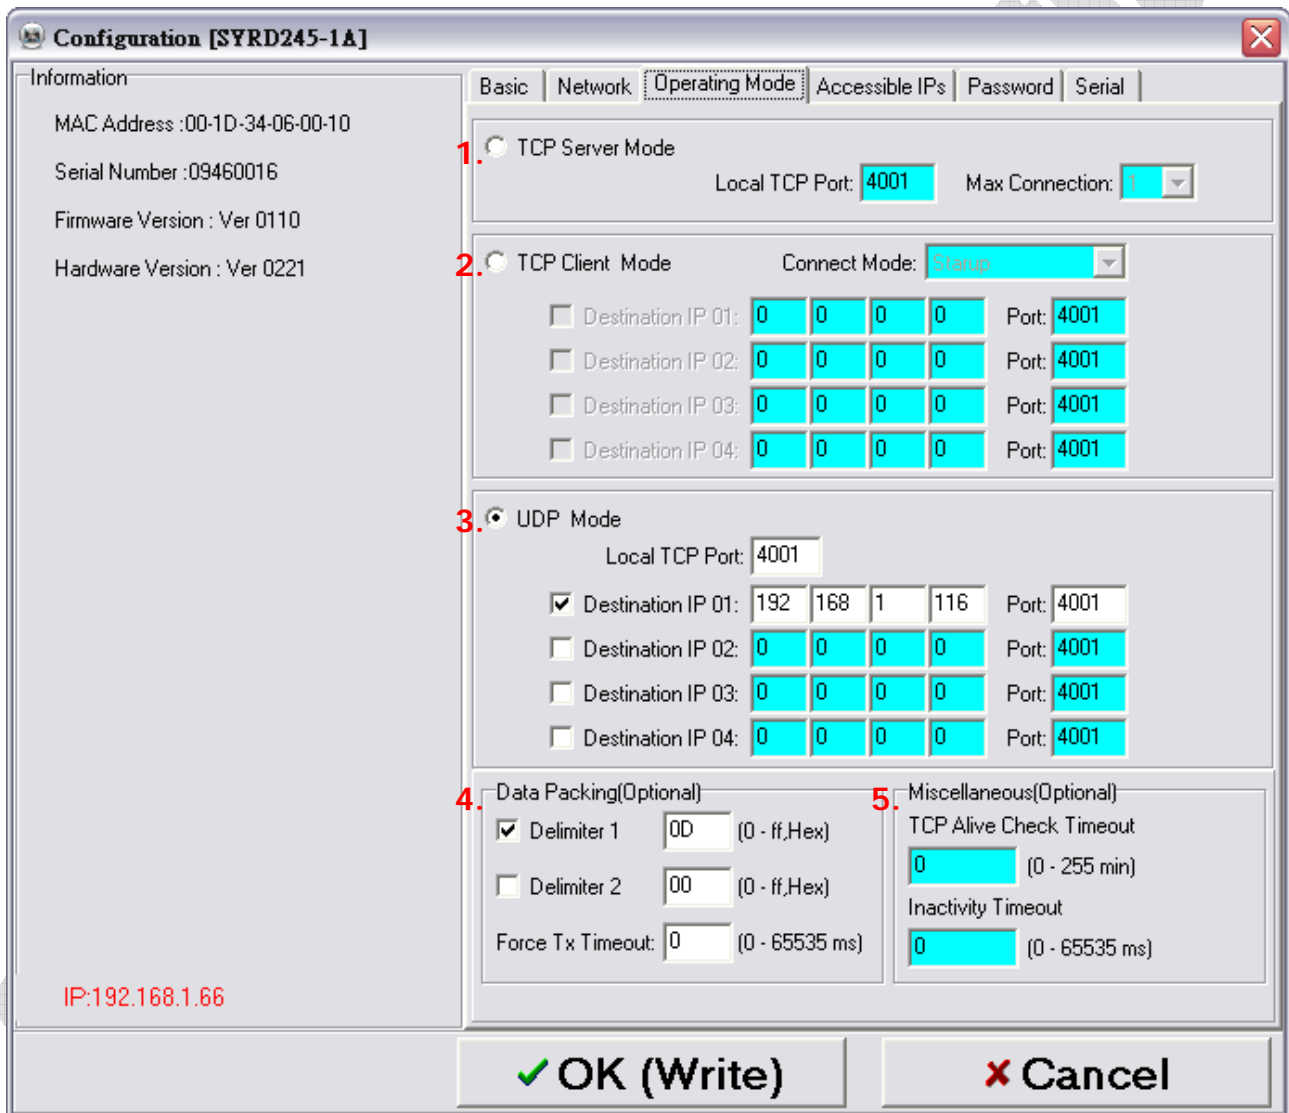 Configuration [SYRD245-1A]
Information
MAC Address :00-1D-34-06-00-10
Serial Number :09460016
Firmware Version : Ver 0110
Hardware Version : Ver 0221
IP:192.168.1.66
Basic Network Operating Mode Accessible IPs Password Serial
1. TCP Server Mode
Local TCP Port: 4001 Max Connection: 1
2. TCP Client Mode Connect Mode: Starup
Destination IP 01: 0 0 0 0 Port: 4001
Destination IP 02: 0 0 0 0 Port: 4001
Destination IP 03: 0 0 0 0 Port: 4001
Destination IP 04: 0 0 0 0 Port: 4001
3. UDP Mode
Local TCP Port: 4001
Destination IP 01: 192 168 1 116 Port: 4001
Destination IP 02: 0 0 0 0 Port: 4001
Destination IP 03: 0 0 0 0 Port: 4001
Destination IP 04: 0 0 0 0 Port: 4001
4. Data Packing(Optional)
Delimiter 1 0D (0 - ff,Hex)
Delimiter 2 00 (0 - ff,Hex)
Force Tx Timeout: 0 (0 - 65535 ms)
5. Miscellaneous(Optional)
TCP Alive Check Timeout
0 (0 - 255 min)
Inactivity Timeout
0 (0 - 65535 ms)
OK (Write) Cancel